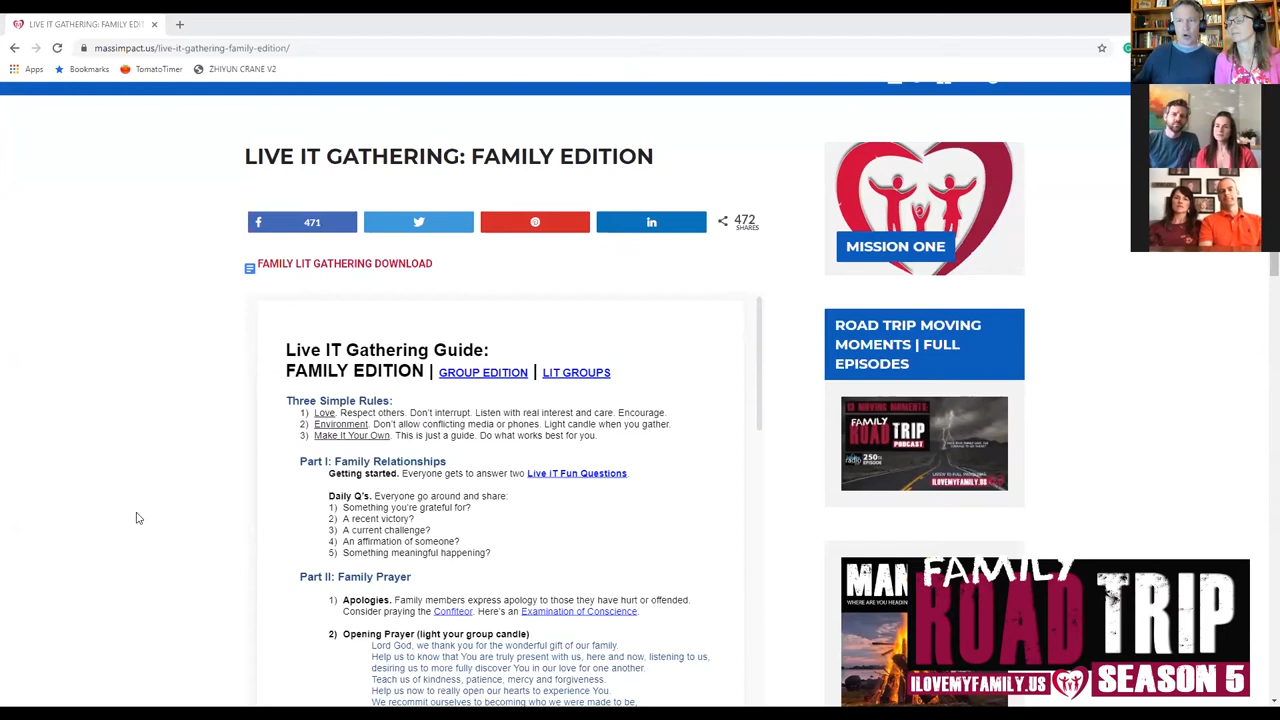 LIVE IT GATHERING: FAMILY EDIT
massimpact.us/live-it-gathering-family-edition/
Apps
Bookmarks
TomatoTimer
ZHIYUN CRANE V2
LIVE IT GATHERING: FAMILY EDITION
471
472
SHARES
FAMILY LIT GATHERING DOWNLOAD
Live IT Gathering Guide:
FAMILY EDITION | GROUP EDITION | LIT GROUPS
Three Simple Rules:
1) Love. Respect others. Don't interrupt. Listen with real interest and care. Encourage.
2) Environment. Don't allow conflicting media or phones. Light candle when you gather.
3) Make It Your Own. This is just a guide. Do what works best for you.
Part I: Family Relationships
Getting started. Everyone gets to answer two Live IT Fun Questions.
Daily Q's. Everyone go around and share:
1) Something you're grateful for?
2) A recent victory?
3) A current challenge?
4) An affirmation of someone?
5) Something meaningful happening?
Part II: Family Prayer
1) Apologies. Family members express apology to those they have hurt or offended.
Consider praying the Confiteor. Here's an Examination of Conscience.
2) Opening Prayer (light your group candle)
Lord God, we thank you for the wonderful gift of our family.
Help us to know that You are truly present with us, here and now, listening to us,
desiring us to more fully discover You in our love for one another.
Teach us of kindness, patience, mercy and forgiveness.
Help us now to really open our hearts to experience You.
We recommit ourselves to becoming who we were made to be,
MISSION ONE
ROAD TRIP MOVING
MOMENTS | FULL
EPISODES
13 MOVING MOMENTS:
FAMILY
ROAD TRIP
PODCAST
250TH
EPISODE
ILOVEMYFAMILY.US
MAN
WHERE ARE YOU HEADIN
FAMILY
ROAD TRIP
ILOVEMYFAMILY.US SEASON 5